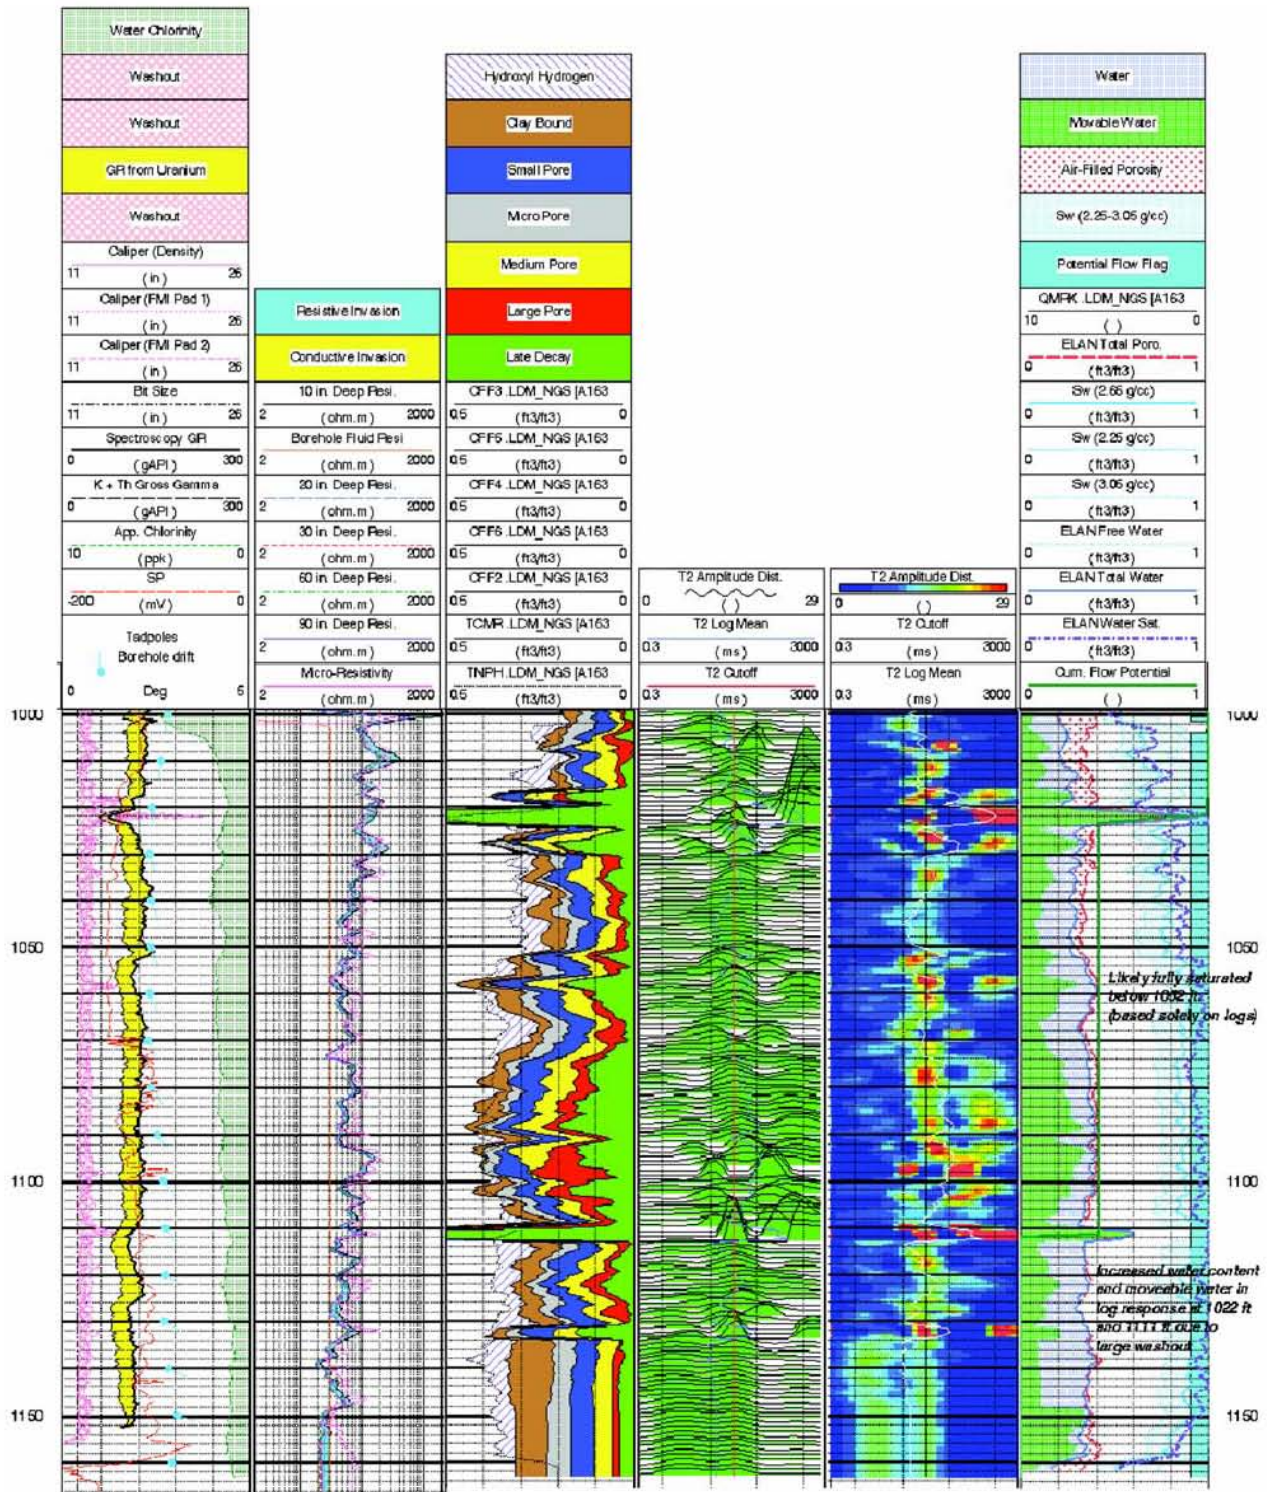 Water Chlorinity
Washout
Washout
GR from Uranium
Washout
Caliper (Density)
11 (in) 26
Caliper (FMI Pad 1)
11 (in) 26
Caliper (FMI Pad 2)
11 (in) 26
Bit Size
11 (in) 26
Spectroscopy GR
0 (gAPI) 300
K + Th Gross Gamma
0 (gAPI) 300
App. Chlorinity
10 (ppk) 0
SP
-200 (mV) 0
Tadpoles
Borehole drift
0 Deg 5
Resistive Invasion
Conductive Invasion
10 in. Deep Resi.
2 (ohm.m) 2000
Borehole Fluid Resi
2 (ohm.m) 2000
20 in. Deep Resi.
2 (ohm.m) 2000
30 in. Deep Resi.
2 (ohm.m) 2000
60 in. Deep Resi.
2 (ohm.m) 2000
90 in. Deep Resi.
2 (ohm.m) 2000
Micro-Resistivity
2 (ohm.m) 2000
Hydroxyl Hydrogen
Clay Bound
Small Pore
Micro Pore
Medium Pore
Large Pore
Late Decay
CFF3 .LDM_NGS [A163
0.5 (ft3/ft3) 0
CFF5 .LDM_NGS [A163
0.5 (ft3/ft3) 0
CFF4 .LDM_NGS [A163
0.5 (ft3/ft3) 0
CFF6 .LDM_NGS [A163
0.5 (ft3/ft3) 0
CFF2 .LDM_NGS [A163
0.5 (ft3/ft3) 0
TCMR .LDM_NGS [A163
0.5 (ft3/ft3) 0
TNPH .LDM_NGS [A163
0.5 (ft3/ft3) 0
T2 Amplitude Dist.
0 ( ) 29
T2 Log Mean
0.3 (ms) 3000
T2 Cutoff
0.3 (ms) 3000
T2 Amplitude Dist.
0 ( ) 29
T2 Cutoff
0.3 (ms) 3000
T2 Log Mean
0.3 (ms) 3000
Water
Movable Water
Air-Filled Porosity
Sw (2.25-3.05 g/cc)
Potential Flow Flag
QMRK .LDM_NGS [A163
10 ( ) 0
ELAN Total Poro.
0 (ft3/ft3) 1
Sw (2.65 g/cc)
0 (ft3/ft3) 1
Sw (2.25 g/cc)
0 (ft3/ft3) 1
Sw (3.05 g/cc)
0 (ft3/ft3) 1
ELAN Free Water
0 (ft3/ft3) 1
ELAN Total Water
0 (ft3/ft3) 1
ELAN Water Sat.
0 (ft3/ft3) 1
Cum. Flow Potential
0 ( ) 1
1000
1050
1100
1150
1000
1050
1100
1150
Likely fully saturated
below 1052 ft.
(based solely on logs)
Increased water content
and moveable water in
log response at 1022 ft
and 1111 ft due to
large washout